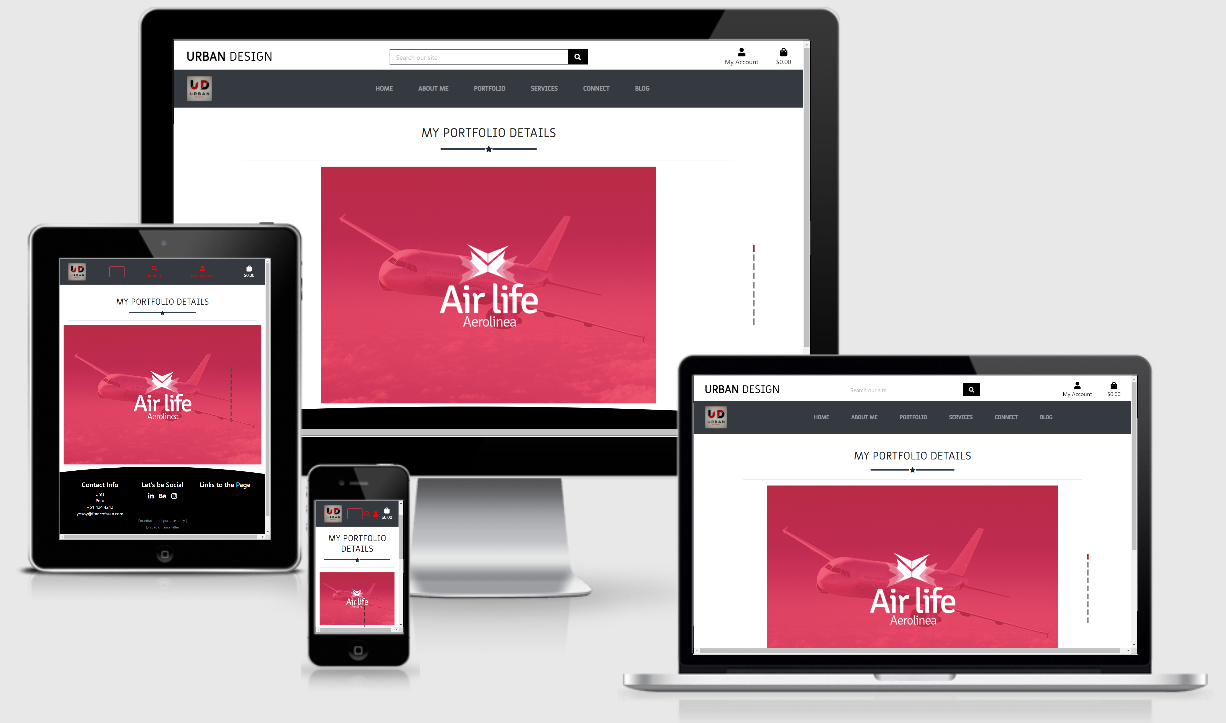 URBAN DESIGN
Search our site
My Account
$0.00
UD
URBAN
HOME
ABOUT ME
PORTFOLIO
SERVICES
CONNECT
BLOG
MY PORTFOLIO DETAILS
Air life
Aerolinea
UD
URBAN
$0.00
MY PORTFOLIO DETAILS
Air life
Aerolinea
Contact Info
Let's be Social
Links to the Page
UD
URBAN
$0.00
MY PORTFOLIO
DETAILS
Air life
URBAN DESIGN
Search our site
My Account
$0.00
UD
URBAN
HOME
ABOUT ME
PORTFOLIO
SERVICES
CONNECT
BLOG
MY PORTFOLIO DETAILS
Air life
Aerolinea